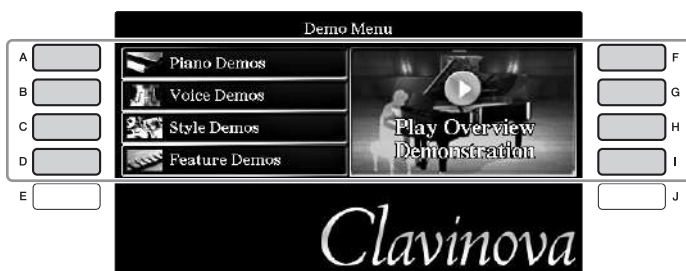 Demo Menu
A
Piano Demos
F
B
Voice Demos
G
C
Style Demos
Play Overview
H
D
Feature Demos
Demonstration
I
E
J
Clavinova